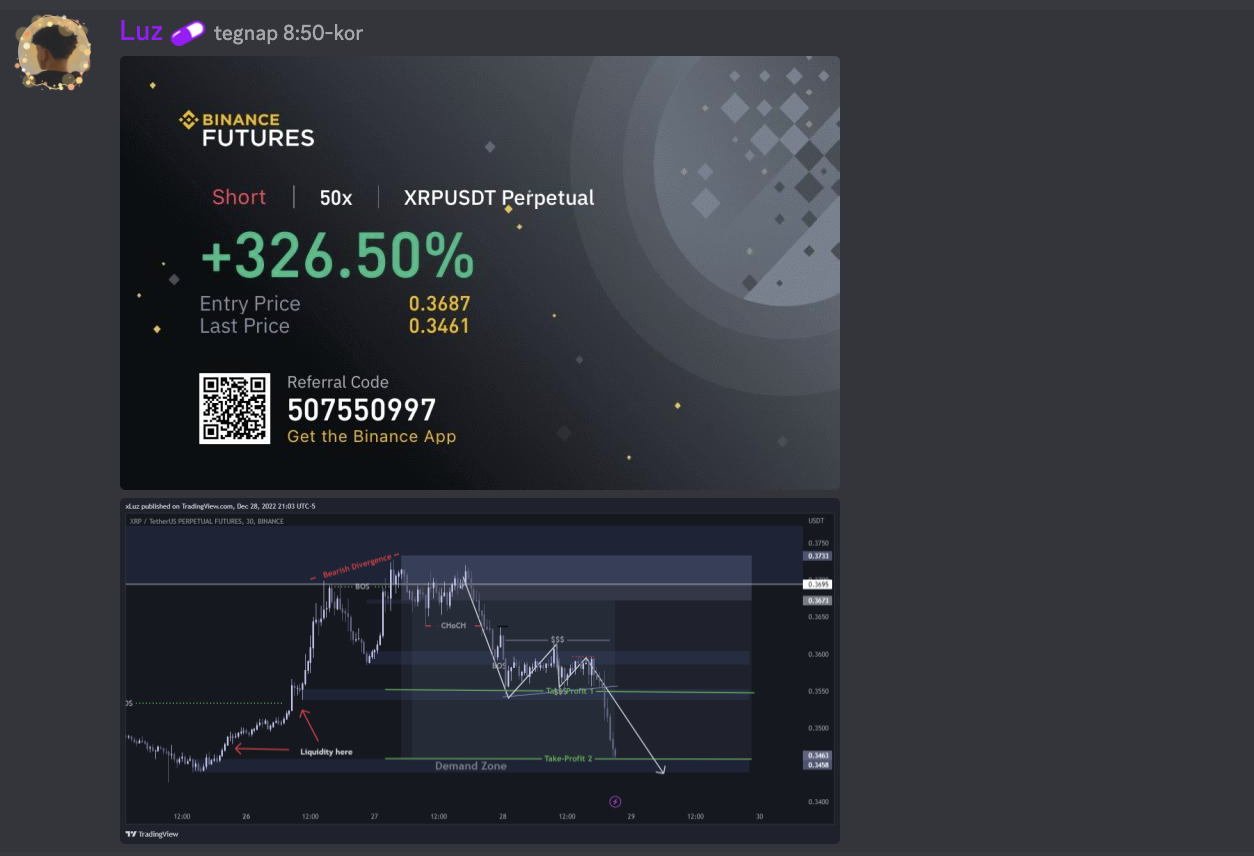 Luz tegnap 8:50-kor
BINANCE
FUTURES
Short 50x XRPUSDT Perpetual
+326.50%
Entry Price 0.3687
Last Price 0.3461
Referral Code
507550997
Get the Binance App
xLuz published on TradingView.com, Dec 28, 2022 21:03 UTC-5
XRP / TetherUS PERPETUAL FUTURES, 30, BINANCE
USDT
0.3750
0.3733
Bearish Divergence
BOS
0.3695
0.3673
0.3650
CHoCH
$$$
0.3600
BOS
Take-Profit 1
0.3550
OS
0.3500
Liquidity here
Take-Profit 2
0.3463
0.3458
Demand Zone
0.3400
12:00 26 12:00 27 12:00 28 12:00 29 12:00 30
TradingView